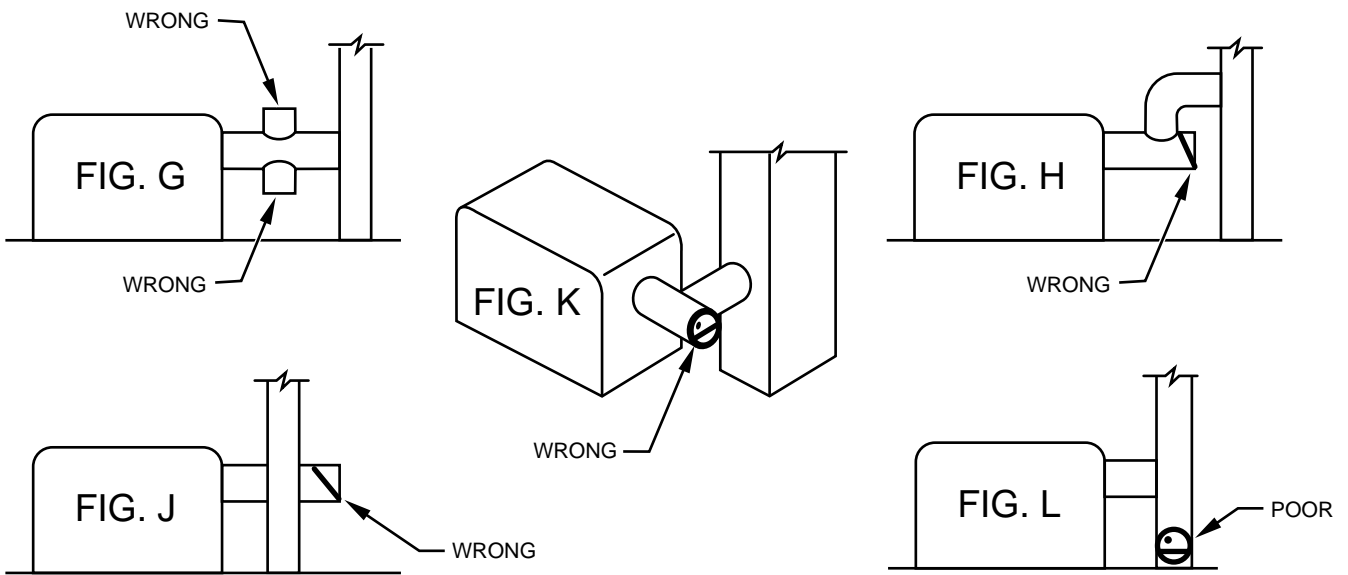 WRONG
FIG. G
WRONG
FIG. H
WRONG
FIG. K
WRONG
FIG. J
WRONG
FIG. L
POOR